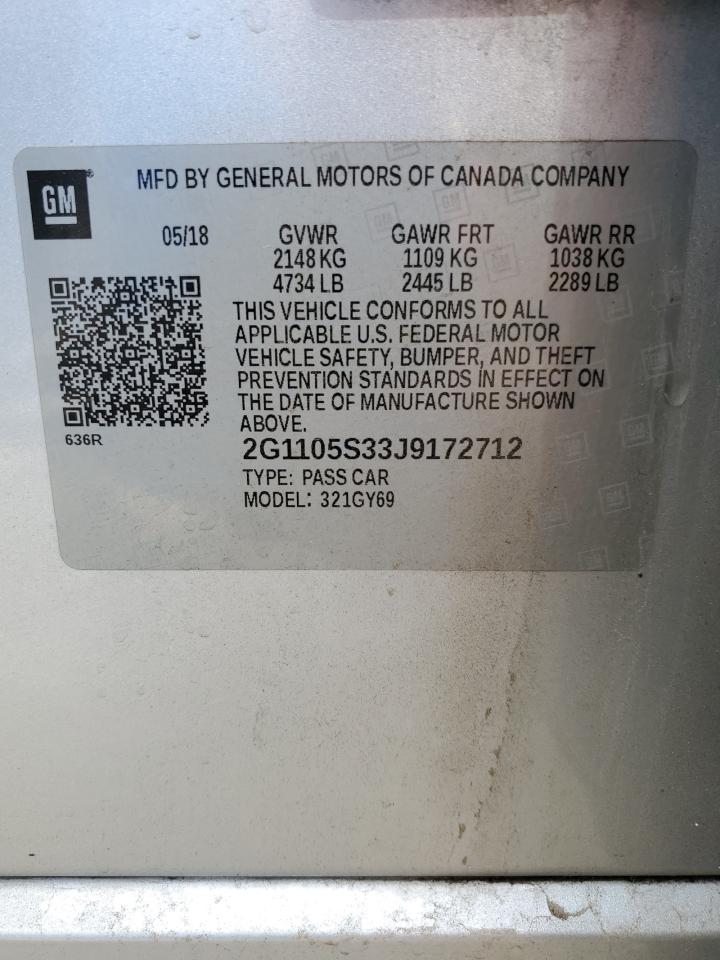 GM®
MFD BY GENERAL MOTORS OF CANADA COMPANY
05/18 GVWR GAWR FRT GAWR RR
2148 KG 1109 KG 1038 KG
4734 LB 2445 LB 2289 LB
THIS VEHICLE CONFORMS TO ALL
APPLICABLE U.S. FEDERAL MOTOR
VEHICLE SAFETY, BUMPER, AND THEFT
PREVENTION STANDARDS IN EFFECT ON
THE DATE OF MANUFACTURE SHOWN
ABOVE.
636R
2G1105S33J9172712
TYPE: PASS CAR
MODEL: 321GY69